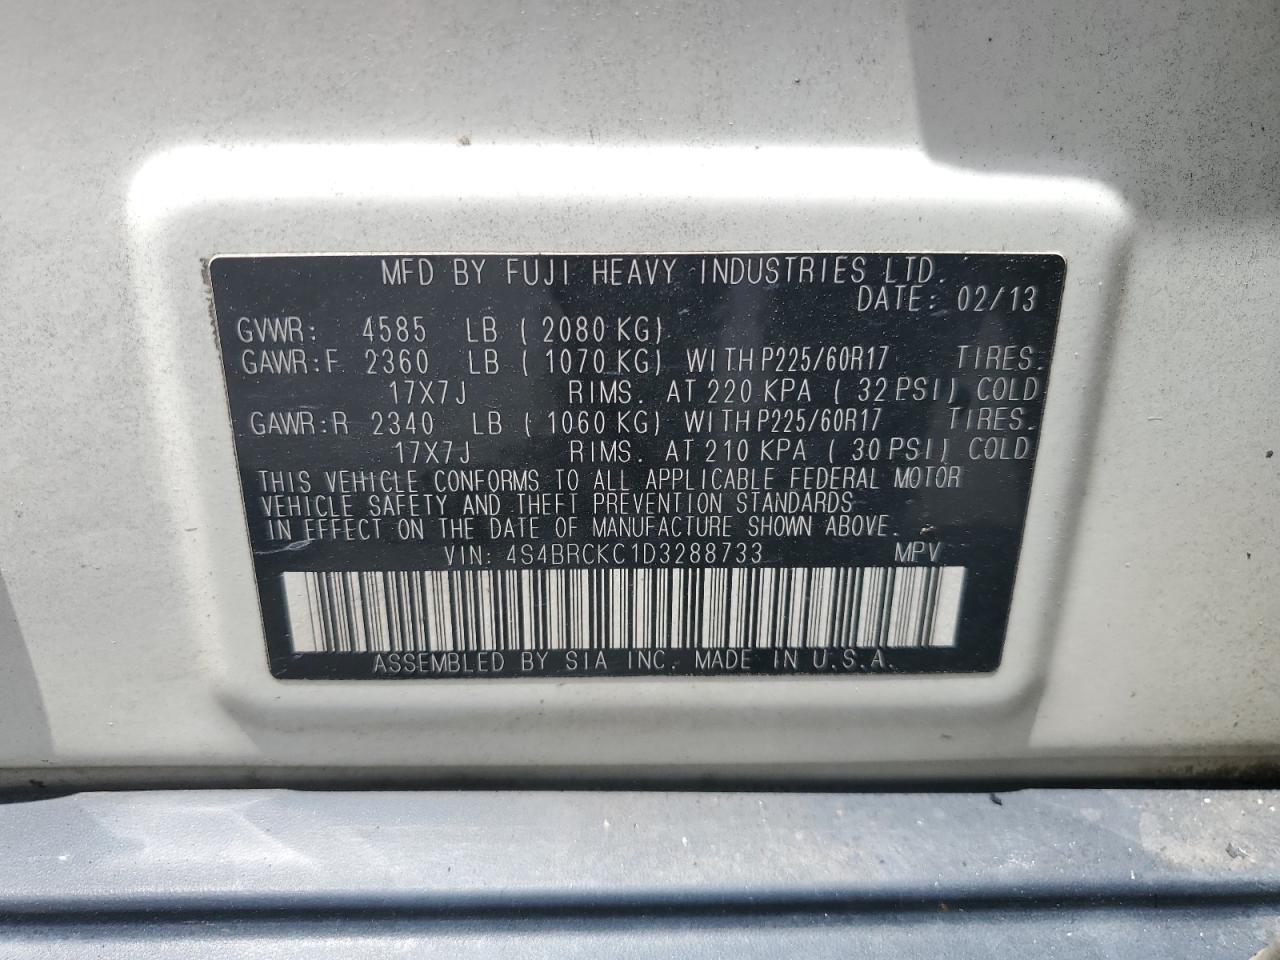 MFD BY FUJI HEAVY INDUSTRIES LTD.
DATE: 02/13
GVWR: 4585 LB ( 2080 KG)
GAWR:F 2360 LB ( 1070 KG) WITH P225/60R17 TIRES.
17X7J RIMS. AT 220 KPA ( 32 PSI) COLD
GAWR:R 2340 LB ( 1060 KG) WITH P225/60R17 TIRES.
17X7J RIMS. AT 210 KPA ( 30 PSI) COLD
THIS VEHICLE CONFORMS TO ALL APPLICABLE FEDERAL MOTOR
VEHICLE SAFETY AND THEFT PREVENTION STANDARDS
IN EFFECT ON THE DATE OF MANUFACTURE SHOWN ABOVE.
VIN: 4S4BRCKC1D3288733 MPV
ASSEMBLED BY SIA INC. MADE IN U.S.A.